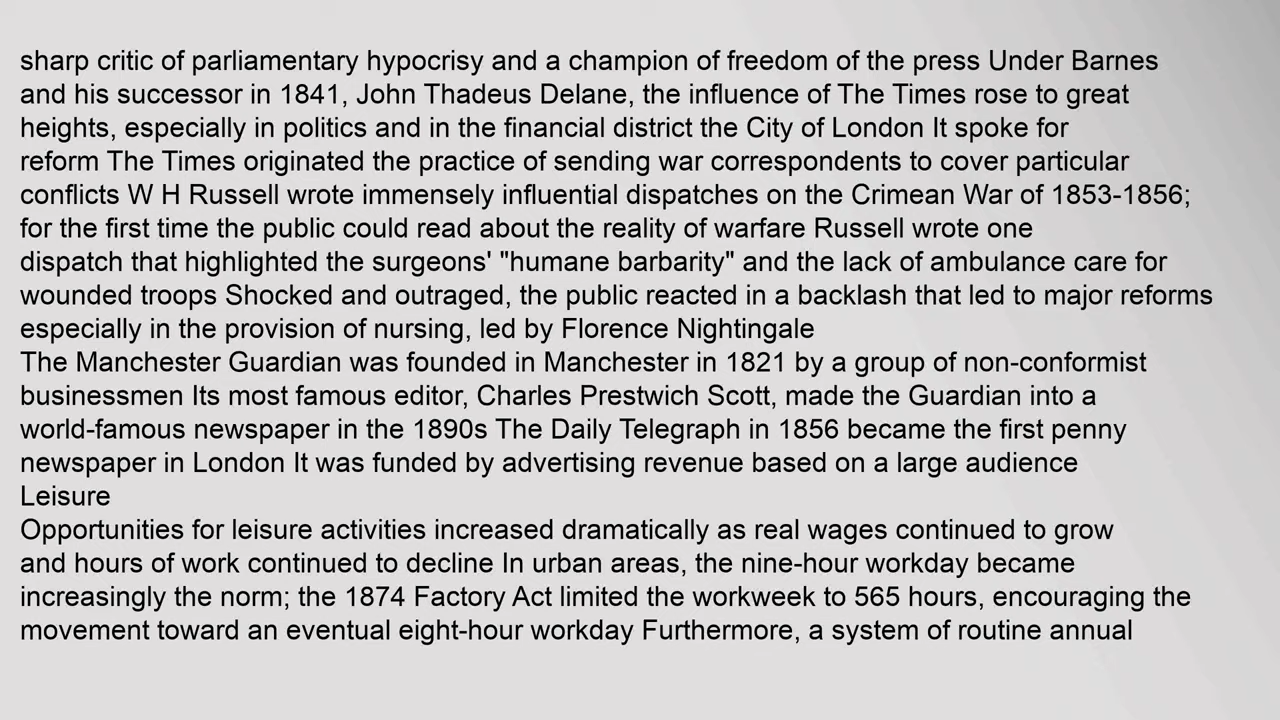 sharp critic of parliamentary hypocrisy and a champion of freedom of the press Under Barnes
and his successor in 1841, John Thadeus Delane, the influence of The Times rose to great
heights, especially in politics and in the financial district the City of London It spoke for
reform The Times originated the practice of sending war correspondents to cover particular
conflicts W H Russell wrote immensely influential dispatches on the Crimean War of 1853-1856;
for the first time the public could read about the reality of warfare Russell wrote one
dispatch that highlighted the surgeons' "humane barbarity" and the lack of ambulance care for
wounded troops Shocked and outraged, the public reacted in a backlash that led to major reforms
especially in the provision of nursing, led by Florence Nightingale
The Manchester Guardian was founded in Manchester in 1821 by a group of non-conformist
businessmen Its most famous editor, Charles Prestwich Scott, made the Guardian into a
world-famous newspaper in the 1890s The Daily Telegraph in 1856 became the first penny
newspaper in London It was funded by advertising revenue based on a large audience
Leisure
Opportunities for leisure activities increased dramatically as real wages continued to grow
and hours of work continued to decline In urban areas, the nine-hour workday became
increasingly the norm; the 1874 Factory Act limited the workweek to 565 hours, encouraging the
movement toward an eventual eight-hour workday Furthermore, a system of routine annual